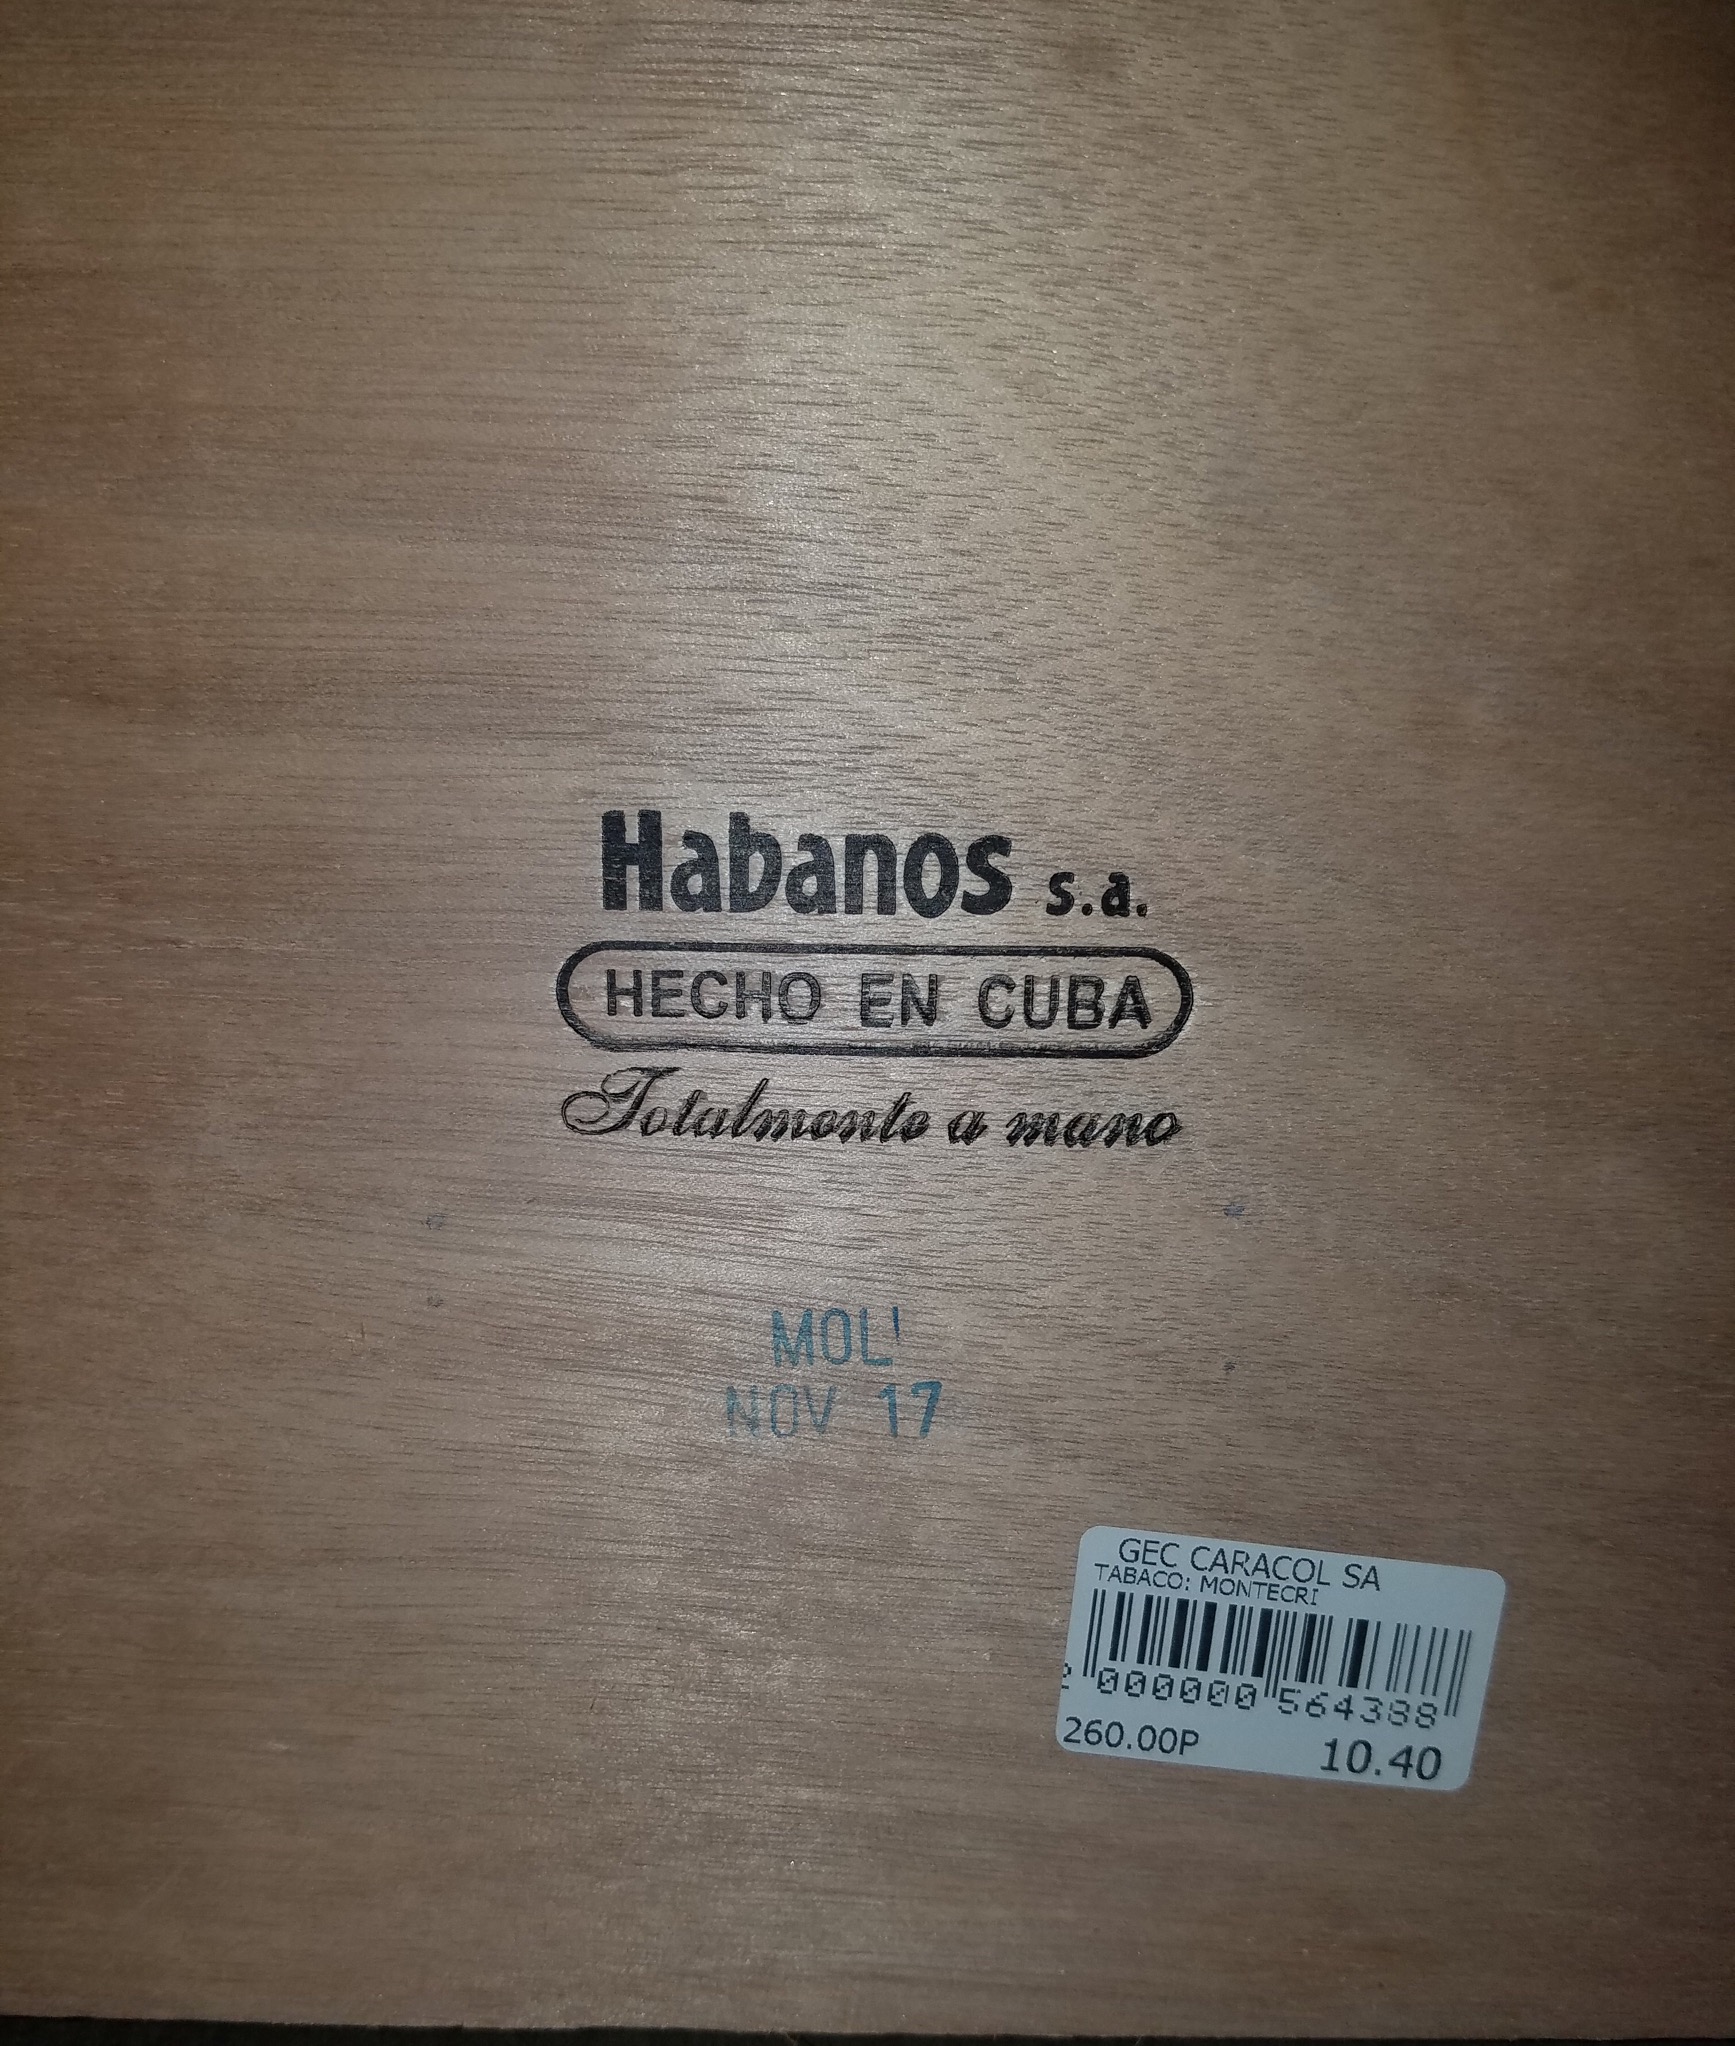 Habanos s.a.
HECHO EN CUBA
Totalmente a mano
NOV 17
GEC CARACOL SA
TABACO: MONTECRI
2 000000 564388
260.00P 10.40